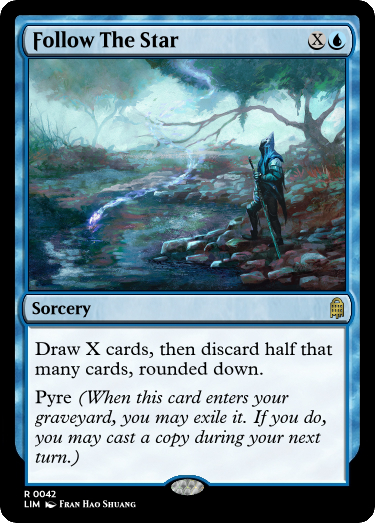 Follow The Star X
Sorcery
Draw X cards, then discard half that
many cards, rounded down.
Pyre (When this card enters your
graveyard, you may exile it. If you do,
you may cast a copy during your next
turn.)
R 0042
LIM Fran Hao Shuang